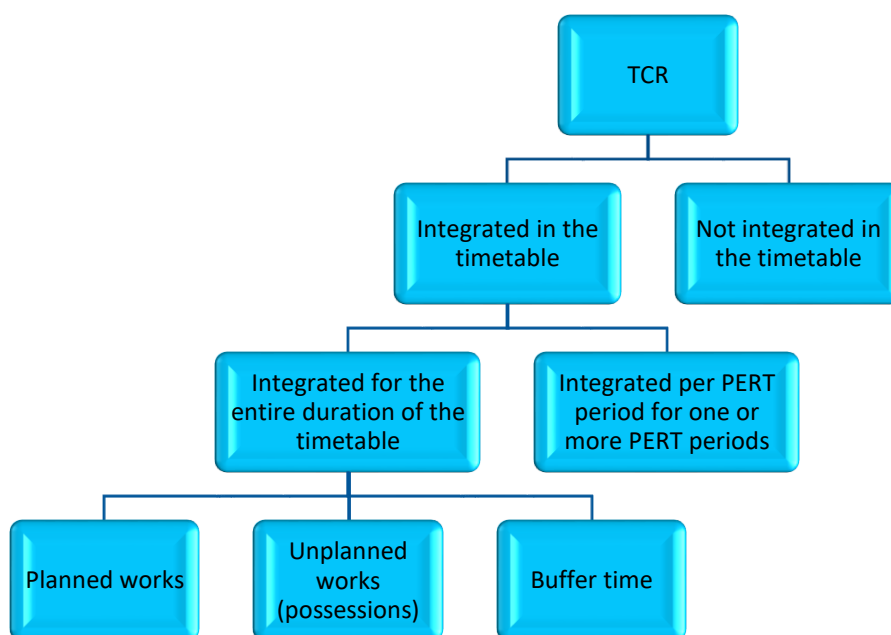 TCR
Integrated in the
timetable
Not integrated in
the timetable
Integrated for the
entire duration of the
timetable
Integrated per PERT
period for one or
more PERT periods
Planned works
Unplanned
works
(possessions)
Buffer time